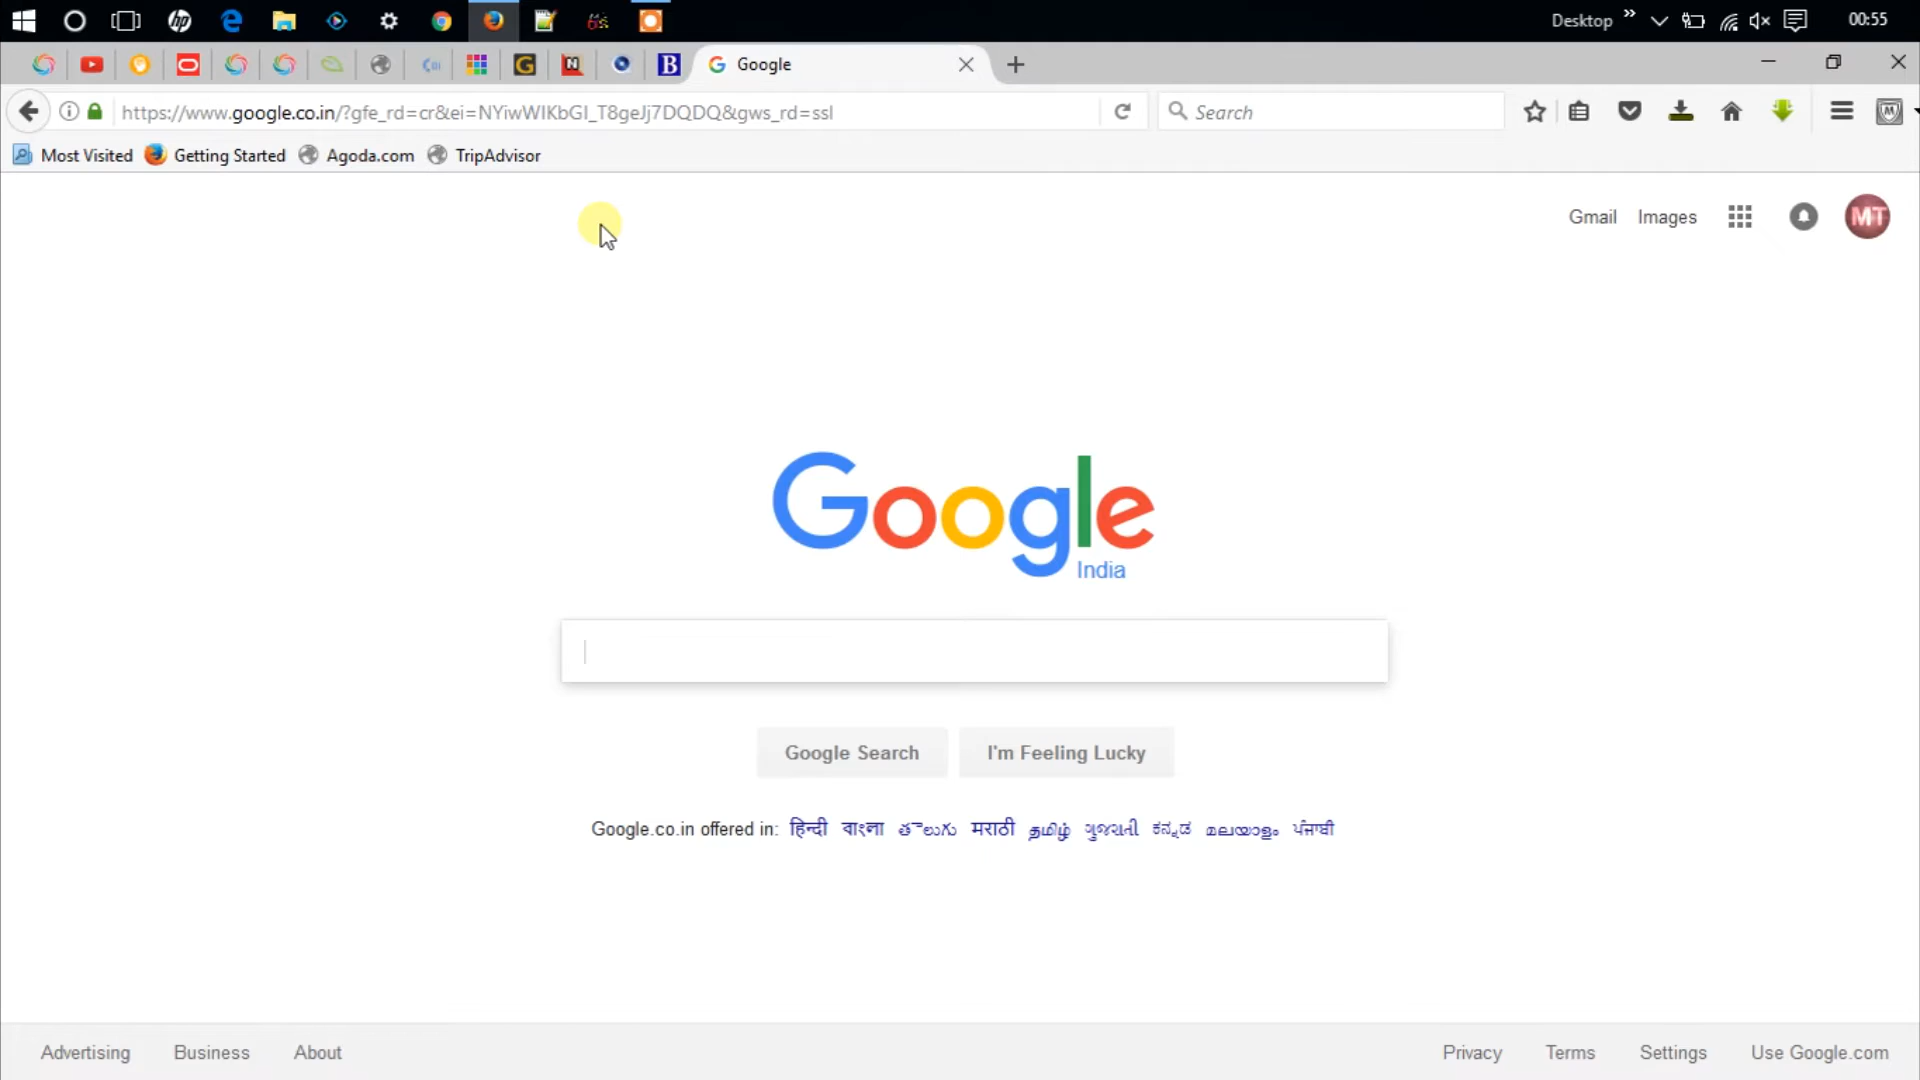 Desktop
00:55
Google
https://www.google.co.in/?gfe_rd=cr&ei=NYiwWIKbGI_T8geJj7DQDQ&gws_rd=ssl
Search
Most Visited Getting Started Agoda.com TripAdvisor
Gmail Images MT
Google
India
Google Search I'm Feeling Lucky
Google.co.in offered in: हिन्दी বাংলা తెలుగు मराठी தமிழ் ગુજરાતી ಕನ್ನಡ മലയാളം ਪੰਜਾਬੀ
Advertising Business About Privacy Terms Settings Use Google.com